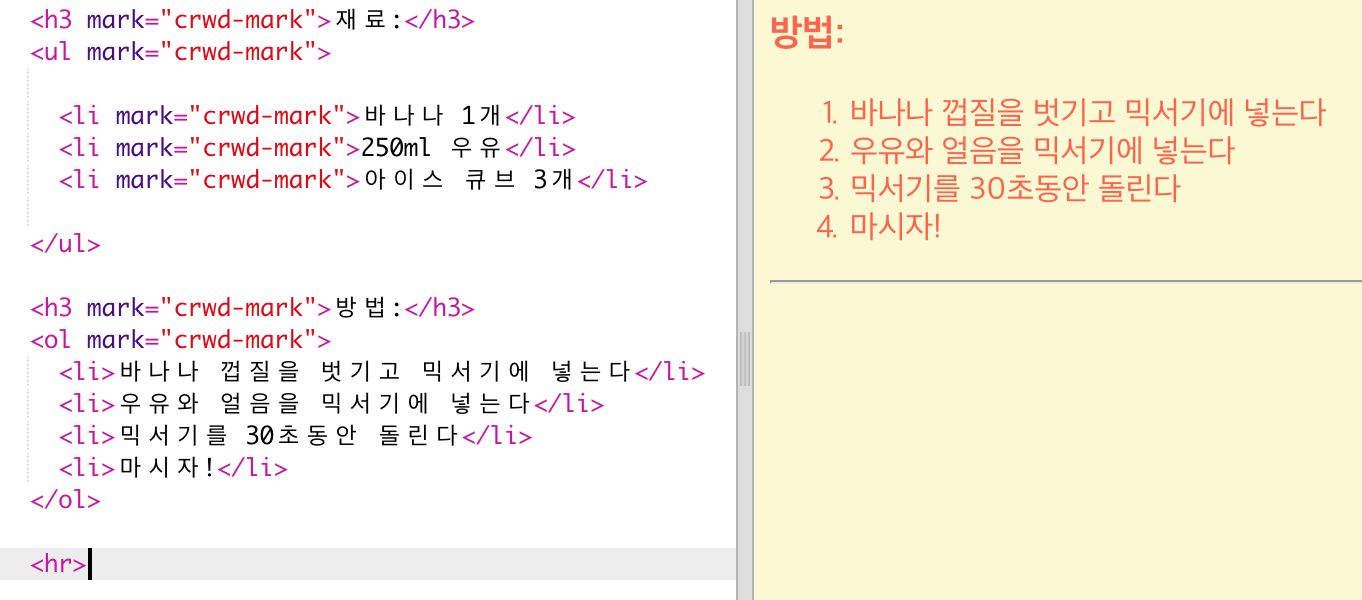 <h3 mark="crwd-mark">재료:</h3>
<ul mark="crwd-mark">
<li mark="crwd-mark">바나나 1개</li>
<li mark="crwd-mark">250ml 우유</li>
<li mark="crwd-mark">아이스 큐브 3개</li>
</ul>
<h3 mark="crwd-mark">방법:</h3>
<ol mark="crwd-mark">
<li>바나나 껍질을 벗기고 믹서기에 넣는다</li>
<li>우유와 얼음을 믹서기에 넣는다</li>
<li>믹서기를 30초동안 돌린다</li>
<li>마시자!</li>
</ol>
<hr>
방법:
1. 바나나 껍질을 벗기고 믹서기에 넣는다
2. 우유와 얼음을 믹서기에 넣는다
3. 믹서기를 30초동안 돌린다
4. 마시자!